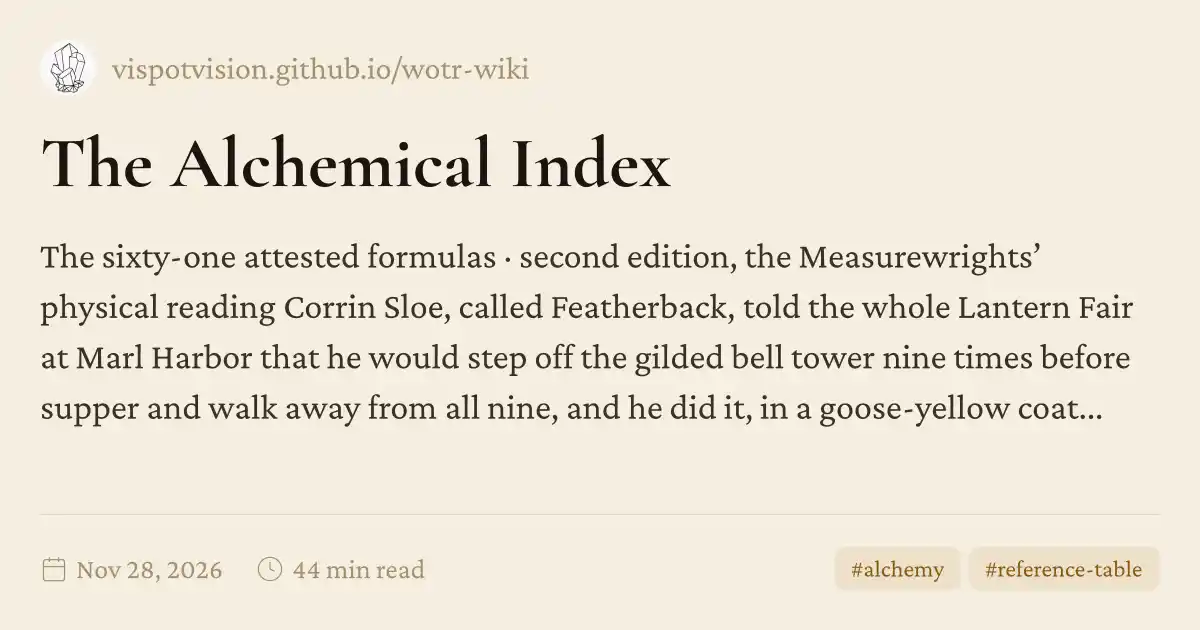 vispotvision.github.io/wotr-wiki
The Alchemical Index
The sixty-one attested formulas · second edition, the Measurewrights’
physical reading Corrin Sloe, called Featherback, told the whole Lantern Fair
at Marl Harbor that he would step off the gilded bell tower nine times before
supper and walk away from all nine, and he did it, in a goose-yellow coat...
Nov 28, 2026
44 min read
#alchemy
#reference-table